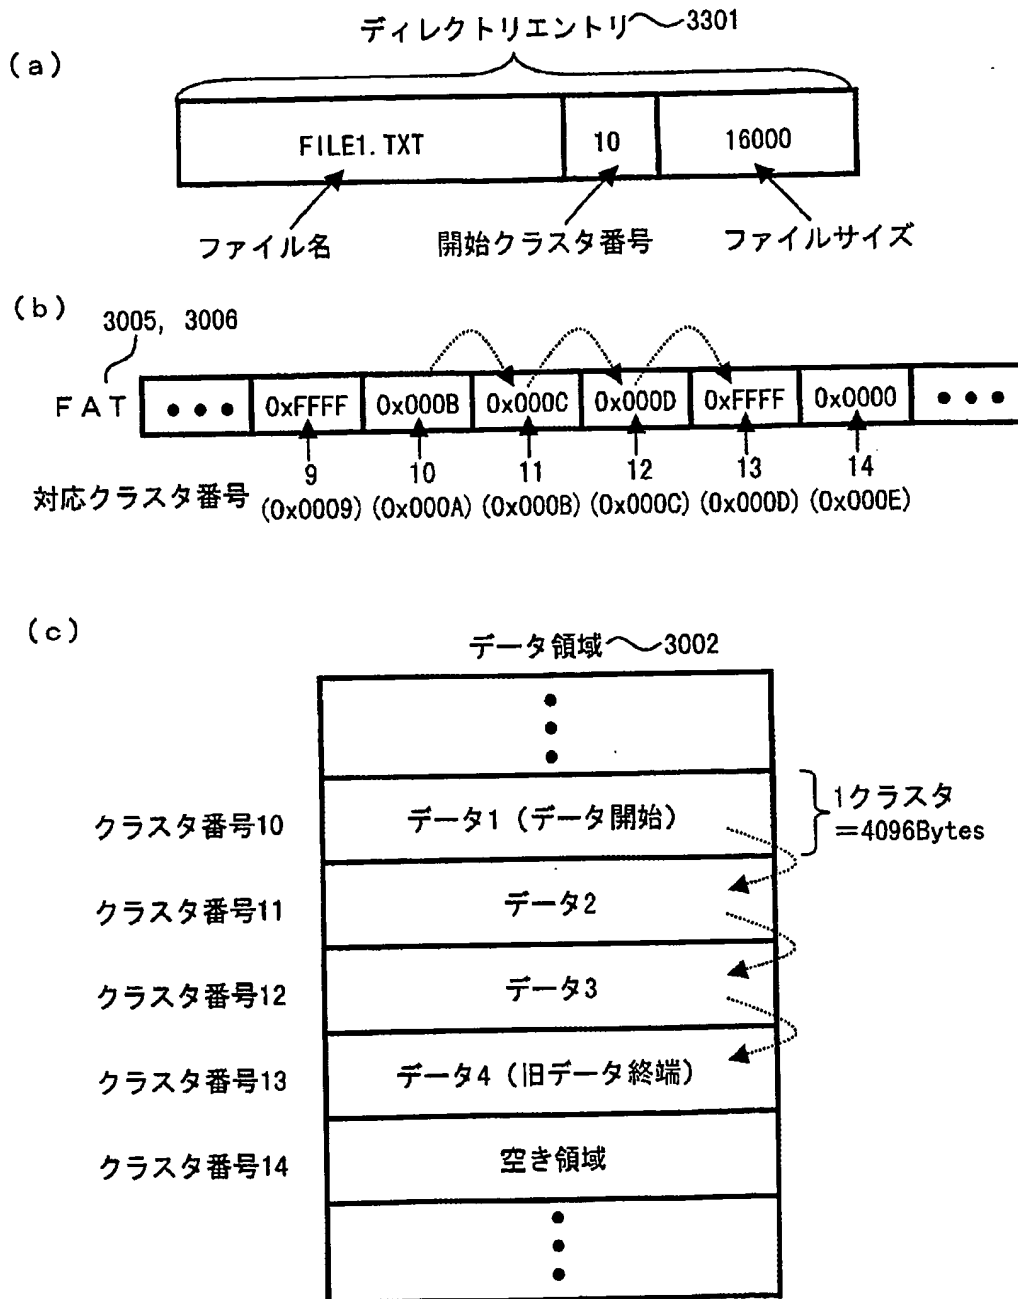 ディレクトリエントリ 3301
(a)
FILE1.TXT 10 16000
ファイル名 開始クラスタ番号 ファイルサイズ
(b)
3005, 3006
FAT ••• 0xFFFF 0x000B 0x000C 0x000D 0xFFFF 0x0000 •••
9 10 11 12 13 14
対応クラスタ番号 (0x0009) (0x000A) (0x000B) (0x000C) (0x000D) (0x000E)
(c)
データ領域 3002
クラスタ番号10 データ1(データ開始) 1クラスタ
=4096Bytes
クラスタ番号11 データ2
クラスタ番号12 データ3
クラスタ番号13 データ4(旧データ終端)
クラスタ番号14 空き領域